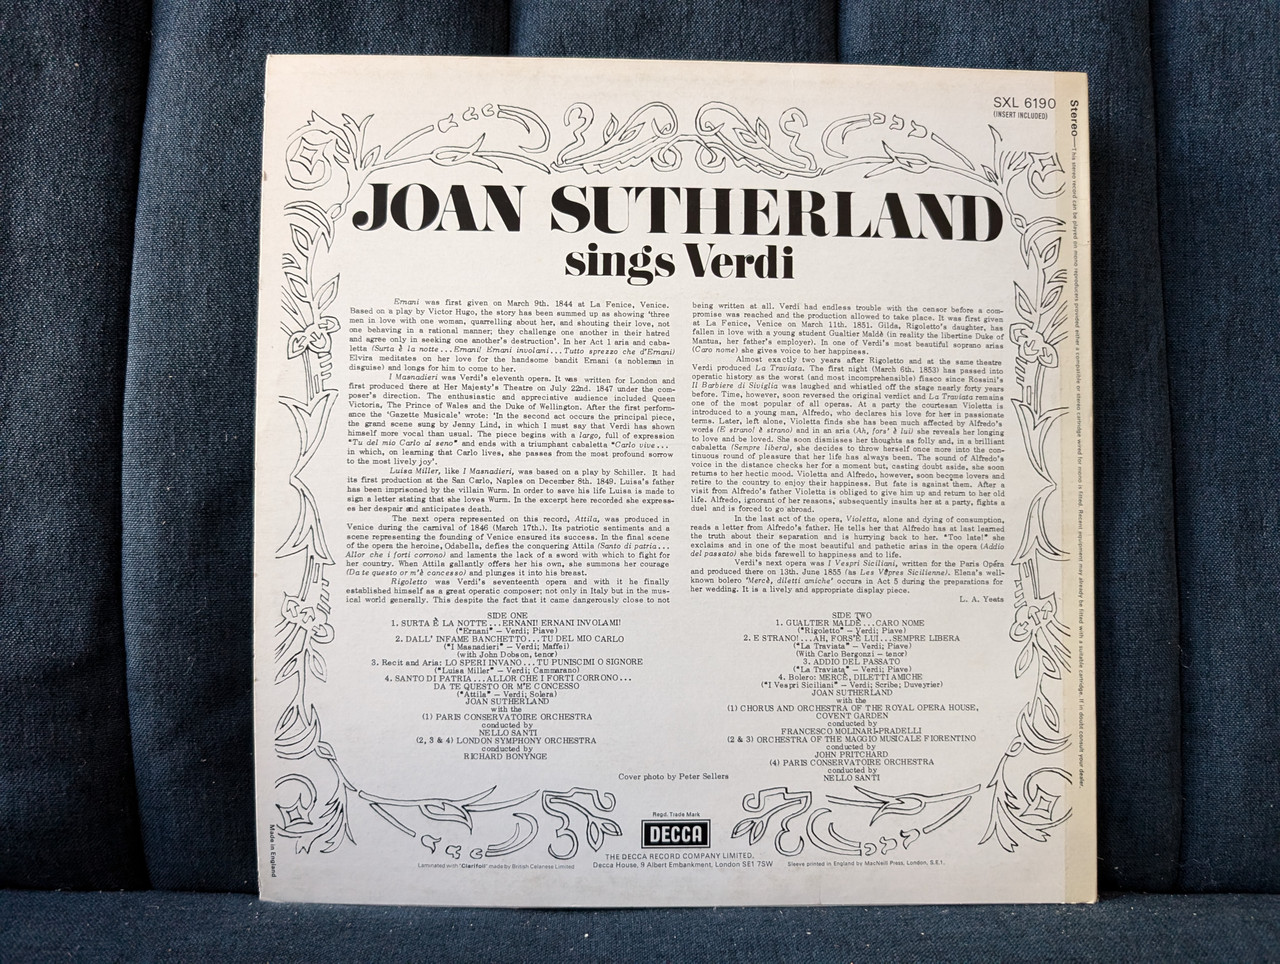 SXL 6190
(INSERT INCLUDED)
JOAN SUTHERLAND
sings Verdi
Ernani was first given on March 9th. 1844 at La Fenice, Venice.
Based on a play by Victor Hugo, the story has been summed up as showing 'three
men in love with one woman, quarrelling about her, and shouting their love, not
one behaving in a rational manner; they challenge one another in their hatred
and agree only in seeking one another's destruction'. In her Act 1 aria and caba-
letta (Surta è la notte...Ernani! Ernani involami...Tutto sprezzo che d'Ernani)
Elvira meditates on her love for the handsome bandit Ernani (a nobleman in
disguise) and longs for him to come to her.
I Masnadieri was Verdi's eleventh opera. It was written for London and
first produced there at Her Majesty's Theatre on July 22nd. 1847 under the com-
poser's direction. The enthusiastic and appreciative audience included Queen
Victoria, The Prince of Wales and the Duke of Wellington. After the first perform-
ance the 'Gazette Musicale' wrote: 'In the second act occurs the principal piece,
the grand scene sung by Jenny Lind, in which I must say that Verdi has shown
himself more vocal than usual. The piece begins with a largo, full of expression
"Tu del mio Carlo al seno" and ends with a triumphant cabaletta "Carlo vive...
in which, on learning that Carlo lives, she passes from the most profound sorrow
to the most lively joy'.
Luisa Miller, like I Masnadieri, was based on a play by Schiller. It had
its first production at the San Carlo, Naples on December 8th. 1849. Luisa's father
has been imprisoned by the villain Wurm. In order to save his life Luisa is made to
sign a letter stating that she loves Wurm. In the excerpt here recorded she express-
es her despair and anticipates death.
The next opera represented on this record, Attila, was produced in
Venice during the carnival of 1846 (March 17th.). Its patriotic sentiments and a
scene representing the founding of Venice ensured its success. In the final scene
of the opera the heroine, Odabella, defies the conquering Attila (Santo di patria...
Allor che i forti corrono) and laments the lack of a sword with which to fight for
her country. When Attila gallantly offers her his own, she summons her courage
(Da te questo or m'è concesso) and plunges it into his breast.
Rigoletto was Verdi's seventeenth opera and with it he finally
established himself as a great operatic composer; not only in Italy but in the mus-
ical world generally. This despite the fact that it came dangerously close to not
being written at all. Verdi had endless trouble with the censor before a com-
promise was reached and the production allowed to take place. It was first given
at La Fenice, Venice on March 11th. 1851. Gilda, Rigoletto's daughter, has
fallen in love with a young student Gualtier Maldè (in reality the libertine Duke of
Mantua, her father's employer). In one of Verdi's most beautiful soprano arias
(Caro nome) she gives voice to her happiness.
Almost exactly two years after Rigoletto and at the same theatre
Verdi produced La Traviata. The first night (March 6th. 1853) has passed into
operatic history as the worst (and most incomprehensible) fiasco since Rossini's
Il Barbiere di Siviglia was laughed and whistled off the stage nearly forty years
before. Time, however, soon reversed the original verdict and La Traviata remains
one of the most popular of all operas. At a party the courtesan Violetta is
introduced to a young man, Alfredo, who declares his love for her in passionate
terms. Later, left alone, Violetta finds she has been much affected by Alfredo's
words (E strano! è strano) and in an aria (Ah, fors' è lui) she reveals her longing
to love and be loved. She soon dismisses her thoughts as folly and, in a brilliant
cabaletta (Sempre libera), she decides to throw herself once more into the con-
tinuous round of pleasure that her life has always been. The sound of Alfredo's
voice in the distance checks her for a moment but, casting doubt aside, she soon
returns to her hectic mood. Violetta and Alfredo, however, soon become lovers and
retire to the country to enjoy their happiness. But fate is against them. After a
visit from Alfredo's father Violetta is obliged to give him up and return to her old
life. Alfredo, ignorant of her reasons, subsequently insults her at a party, fights a
duel and is forced to go abroad.
In the last act of the opera, Violetta, alone and dying of consumption,
reads a letter from Alfredo's father. He tells her that Alfredo has at last learned
the truth about their separation and is hurrying back to her. "Too late!" she
exclaims and in one of the most beautiful and pathetic arias in the opera (Addio
del passato) she bids farewell to happiness and to life.
Verdi's next opera was I Vespri Siciliani, written for the Paris Opéra
and produced there on 13th. June 1855 (as Les Vêpres Sicilienne). Elena's well-
known bolero 'Mercè, diletti amiche' occurs in Act 5 during the preparations for
her wedding. It is a lively and appropriate display piece.
L. A. Yeats
SIDE ONE
1. SURTA È LA NOTTE...ERNANI! ERNANI INVOLAMI!
("Ernani" – Verdi; Piave)
2. DALL' INFAME BANCHETTO...TU DEL MIO CARLO
("I Masnadieri" – Verdi; Maffei)
(with John Dobson, tenor)
3. Recit and Aria: LO SPERI INVANO...TU PUNISCIMI O SIGNORE
("Luisa Miller" – Verdi; Cammarano)
4. SANTO DI PATRIA...ALLOR CHE I FORTI CORRONO...
DA TE QUESTO OR M'E CONCESSO
("Attila" – Verdi; Solera)
JOAN SUTHERLAND
with the
(1) PARIS CONSERVATOIRE ORCHESTRA
conducted by
NELLO SANTI
(2, 3 & 4) LONDON SYMPHONY ORCHESTRA
conducted by
RICHARD BONYNGE
SIDE TWO
1. GUALTIER MALDÈ...CARO NOME
("Rigoletto" – Verdi; Piave)
2. E STRANO!...AH, FORS'È LUI...SEMPRE LIBERA
("La Traviata" – Verdi; Piave)
(With Carlo Bergonzi – tenor)
3. ADDIO DEL PASSATO
("La Traviata" – Verdi; Piave)
4. Bolero: MERCÈ, DILETTI AMICHE
("I Vespri Siciliani" – Verdi; Scribe; Duveyrier)
JOAN SUTHERLAND
with the
(1) CHORUS AND ORCHESTRA OF THE ROYAL OPERA HOUSE,
COVENT GARDEN
conducted by
FRANCESCO MOLINARI-PRADELLI
(2 & 3) ORCHESTRA OF THE MAGGIO MUSICALE FIORENTINO
conducted by
JOHN PRITCHARD
(4) PARIS CONSERVATOIRE ORCHESTRA
conducted by
NELLO SANTI
Cover photo by Peter Sellers
Regd. Trade Mark
DECCA
THE DECCA RECORD COMPANY LIMITED,
Decca House, 9 Albert Embankment, London SE1 7SW
Laminated with 'Clarifoil' made by British Celanese Limited
Sleeve printed in England by MacNeill Press, London, S.E.1.
Made in England
Stereo—This stereo record can be played on mono reproducers provided either a compatible or stereo cartridge wired for mono is fitted. Recent equipment may already be fitted with a suitable cartridge. If in doubt consult your dealer.